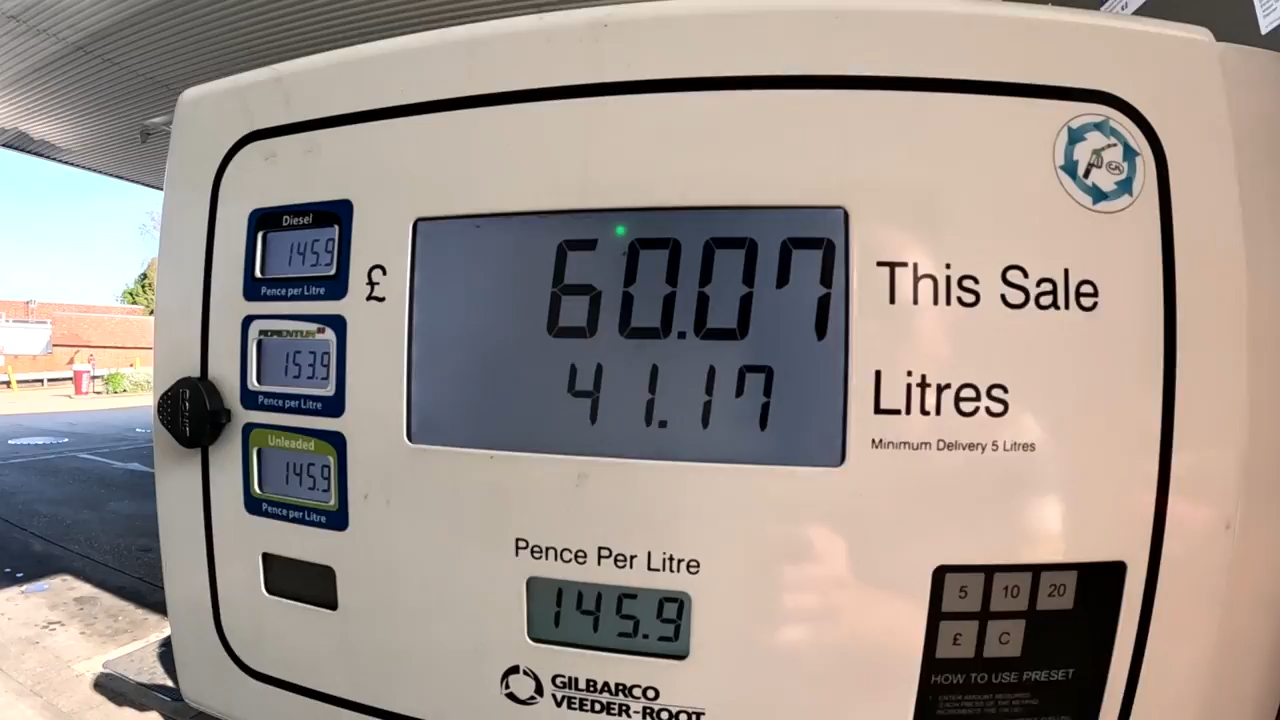 Diesel
145.9
Pence per Litre
£
60.07
This Sale
MOMENTUM
153.9
Pence per Litre
41.17
Litres
Minimum Delivery 5 Litres
Unleaded
145.9
Pence per Litre
Pence Per Litre
145.9
5 10 20
£ C
HOW TO USE PRESET
GILBARCO
VEEDER-ROOT